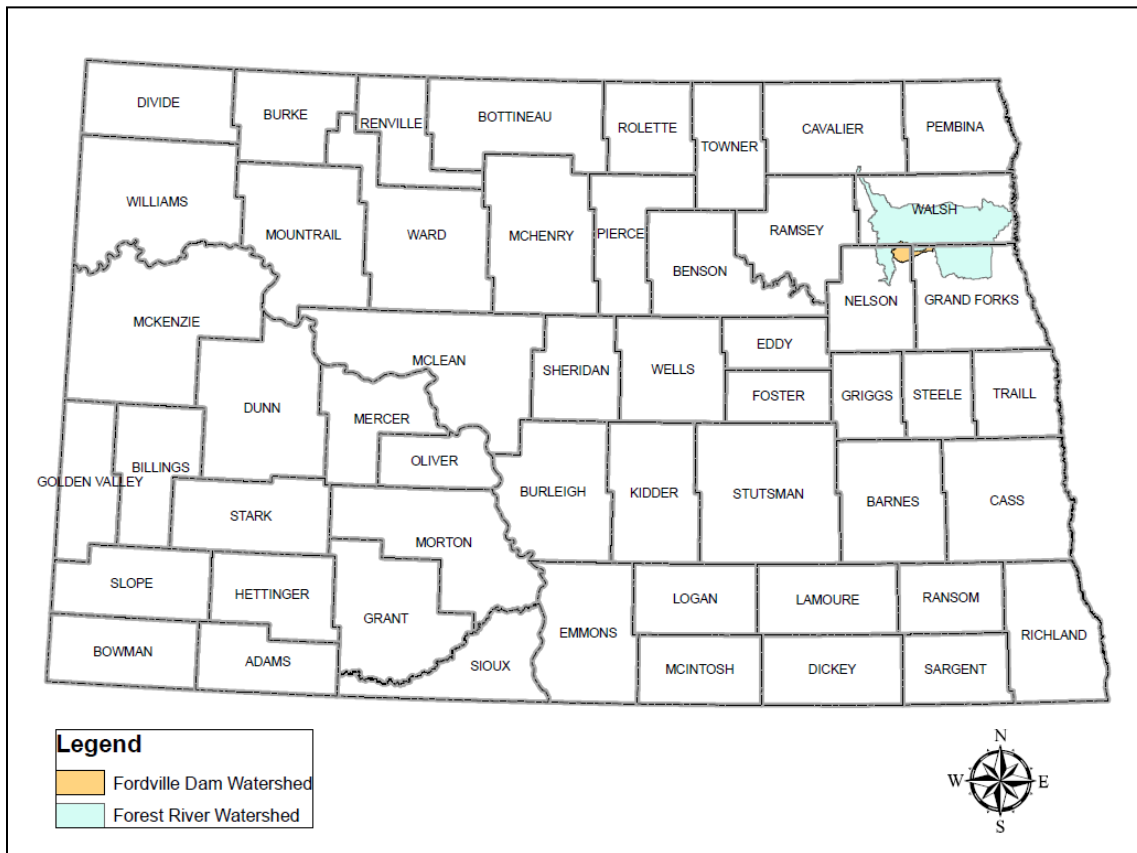 DIVIDE
BURKE
RENVILLE
BOTTINEAU
ROLETTE
TOWNER
CAVALIER
PEMBINA
WILLIAMS
MOUNTRAIL
WARD
MCHENRY
PIERCE
BENSON
RAMSEY
WALSH
NELSON
GRAND FORKS
MCKENZIE
DUNN
MCLEAN
MERCER
OLIVER
SHERIDAN
WELLS
EDDY
FOSTER
GRIGGS
STEELE
TRAILL
GOLDEN VALLEY
BILLINGS
STARK
MORTON
BURLEIGH
KIDDER
STUTSMAN
BARNES
CASS
SLOPE
HETTINGER
GRANT
BOWMAN
ADAMS
SIOUX
EMMONS
LOGAN
LAMOURE
RANSOM
RICHLAND
MCINTOSH
DICKEY
SARGENT
Legend
Fordville Dam Watershed
Forest River Watershed
N
W E
S